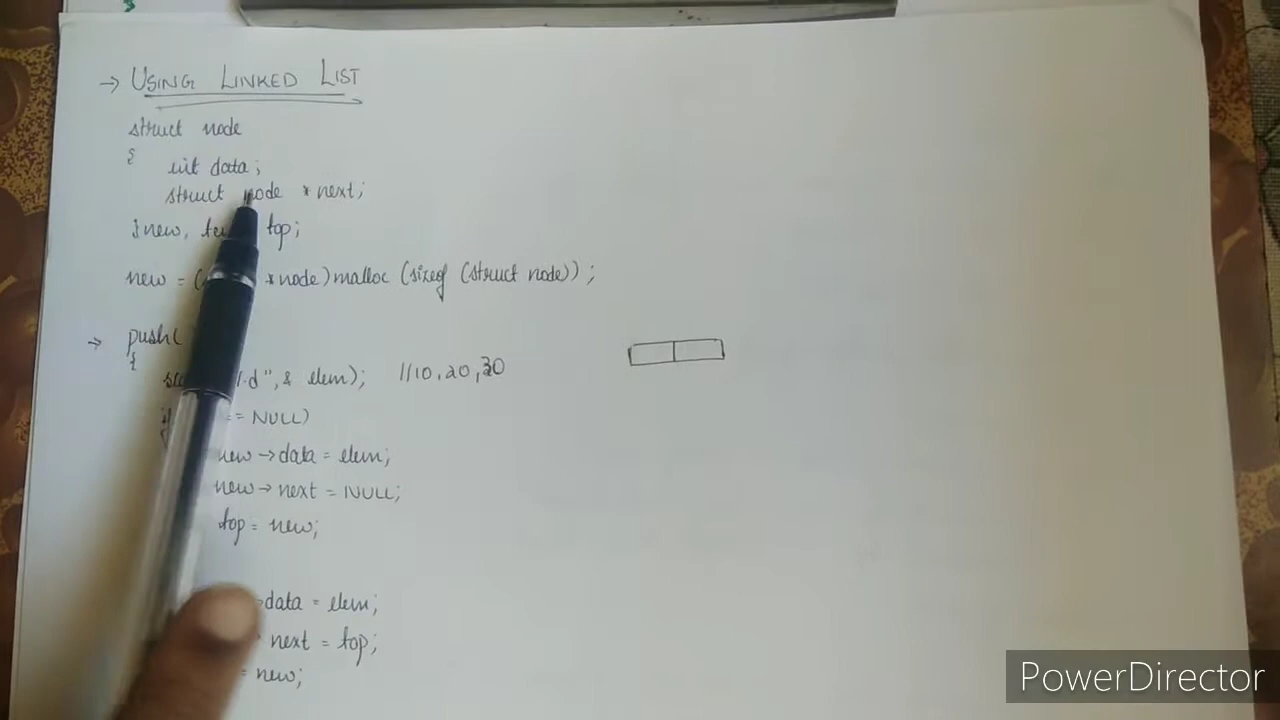 → USING LINKED LIST
struct node
{
int data;
struct node * next;
}new, top;
new = ( *node)malloc (sizeof (struct node)) ;
→ push(
{
d", & elem); //10,20,30
= NULL)
new → data = elem;
new → next = NULL;
top = new;
data = elem;
next = top;
= new;
PowerDirector